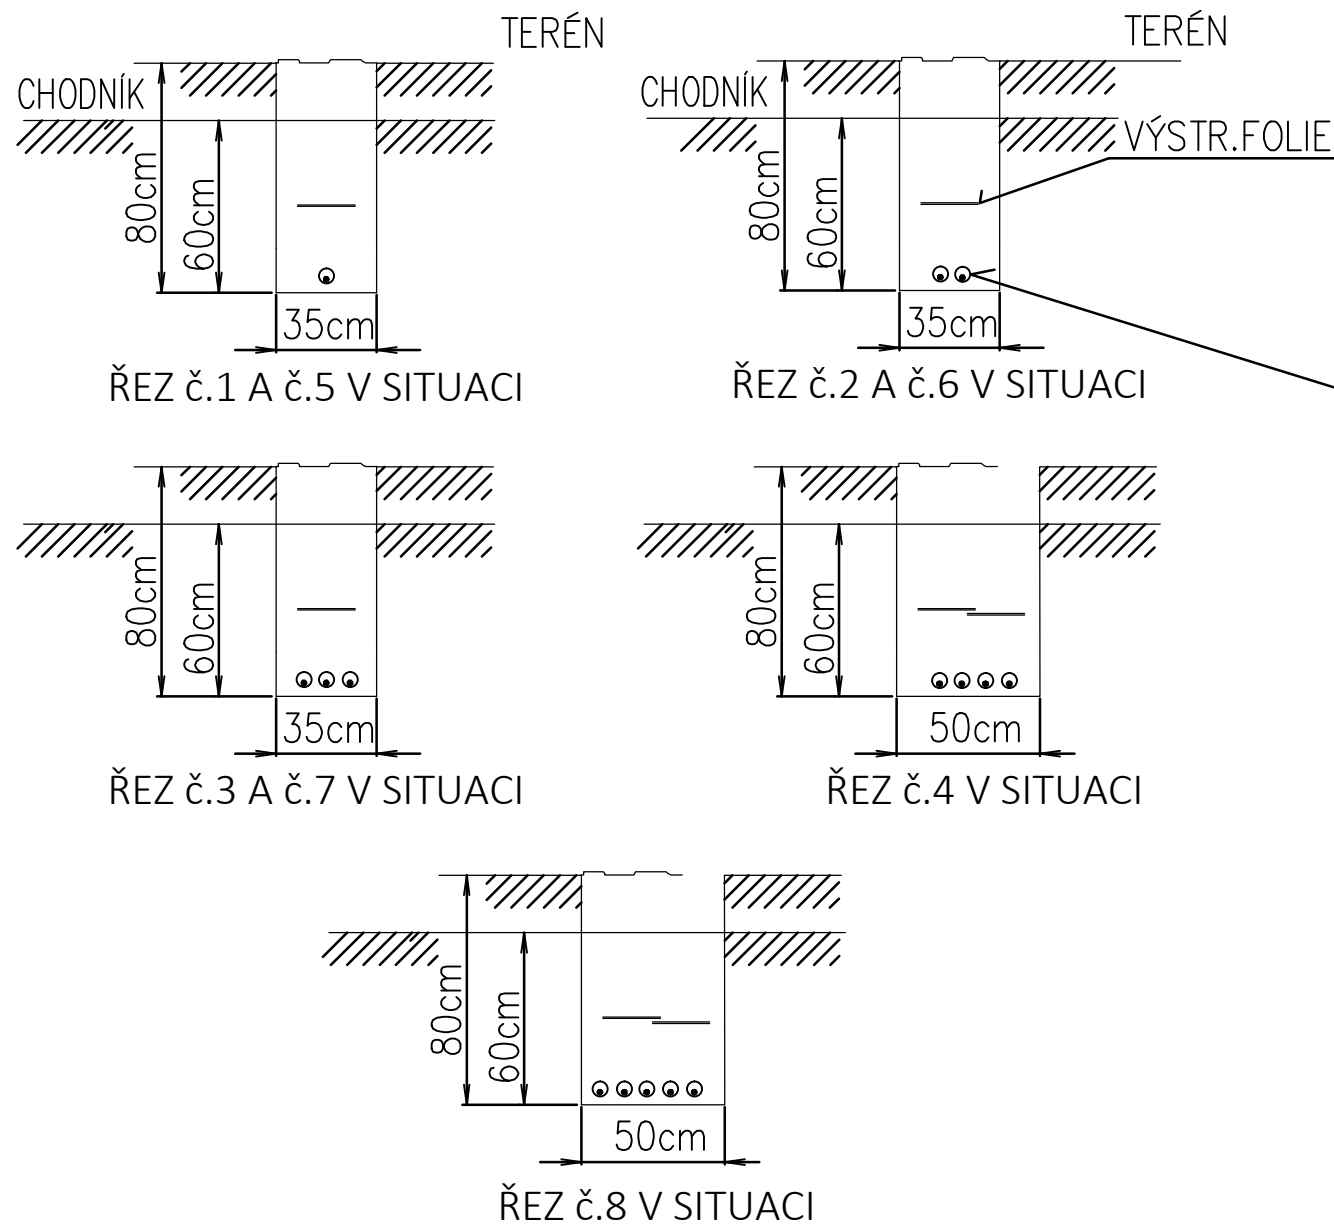 TERÉN
CHODNÍK
80cm
60cm
35cm
ŘEZ č.1 A č.5 V SITUACI
TERÉN
CHODNÍK
VÝSTR.FOLIE
80cm
60cm
35cm
ŘEZ č.2 A č.6 V SITUACI
80cm
60cm
35cm
ŘEZ č.3 A č.7 V SITUACI
80cm
60cm
50cm
ŘEZ č.4 V SITUACI
80cm
60cm
50cm
ŘEZ č.8 V SITUACI